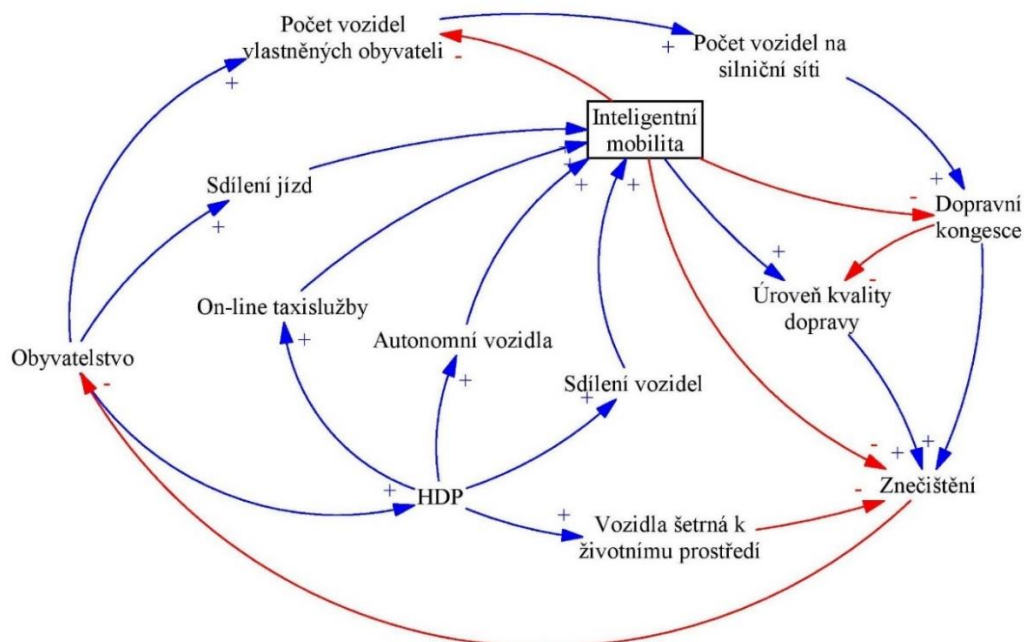 Počet vozidel
vlastněných obyvateli
Počet vozidel na
silniční síti
Inteligentní
mobilita
Sdílení jízd
Dopravní
kongesce
On-line taxislužby
Úroveň kvality
dopravy
Autonomní vozidla
Obyvatelstvo
Sdílení vozidel
HDP
Znečištění
Vozidla šetrná k
životnímu prostředí